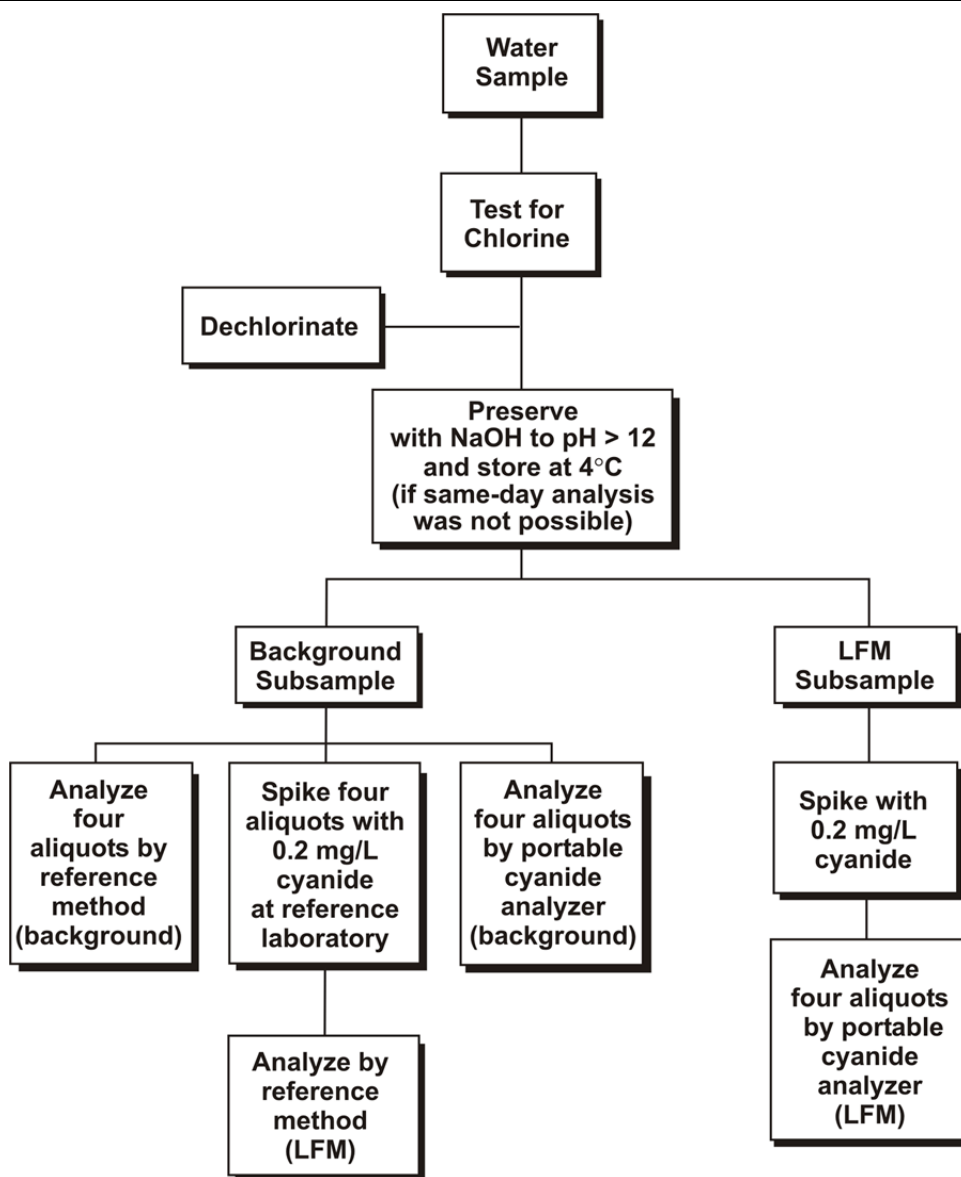 Water
Sample
Test for
Chlorine
Dechlorinate
Preserve
with NaOH to pH > 12
and store at 4°C
(if same-day analysis
was not possible)
Background
Subsample
LFM
Subsample
Analyze
four
aliquots by
reference
method
(background)
Spike four
aliquots with
0.2 mg/L
cyanide
at reference
laboratory
Analyze
four aliquots
by portable
cyanide
analyzer
(background)
Spike with
0.2 mg/L
cyanide
Analyze by
reference
method
(LFM)
Analyze
four aliquots
by portable
cyanide
analyzer
(LFM)